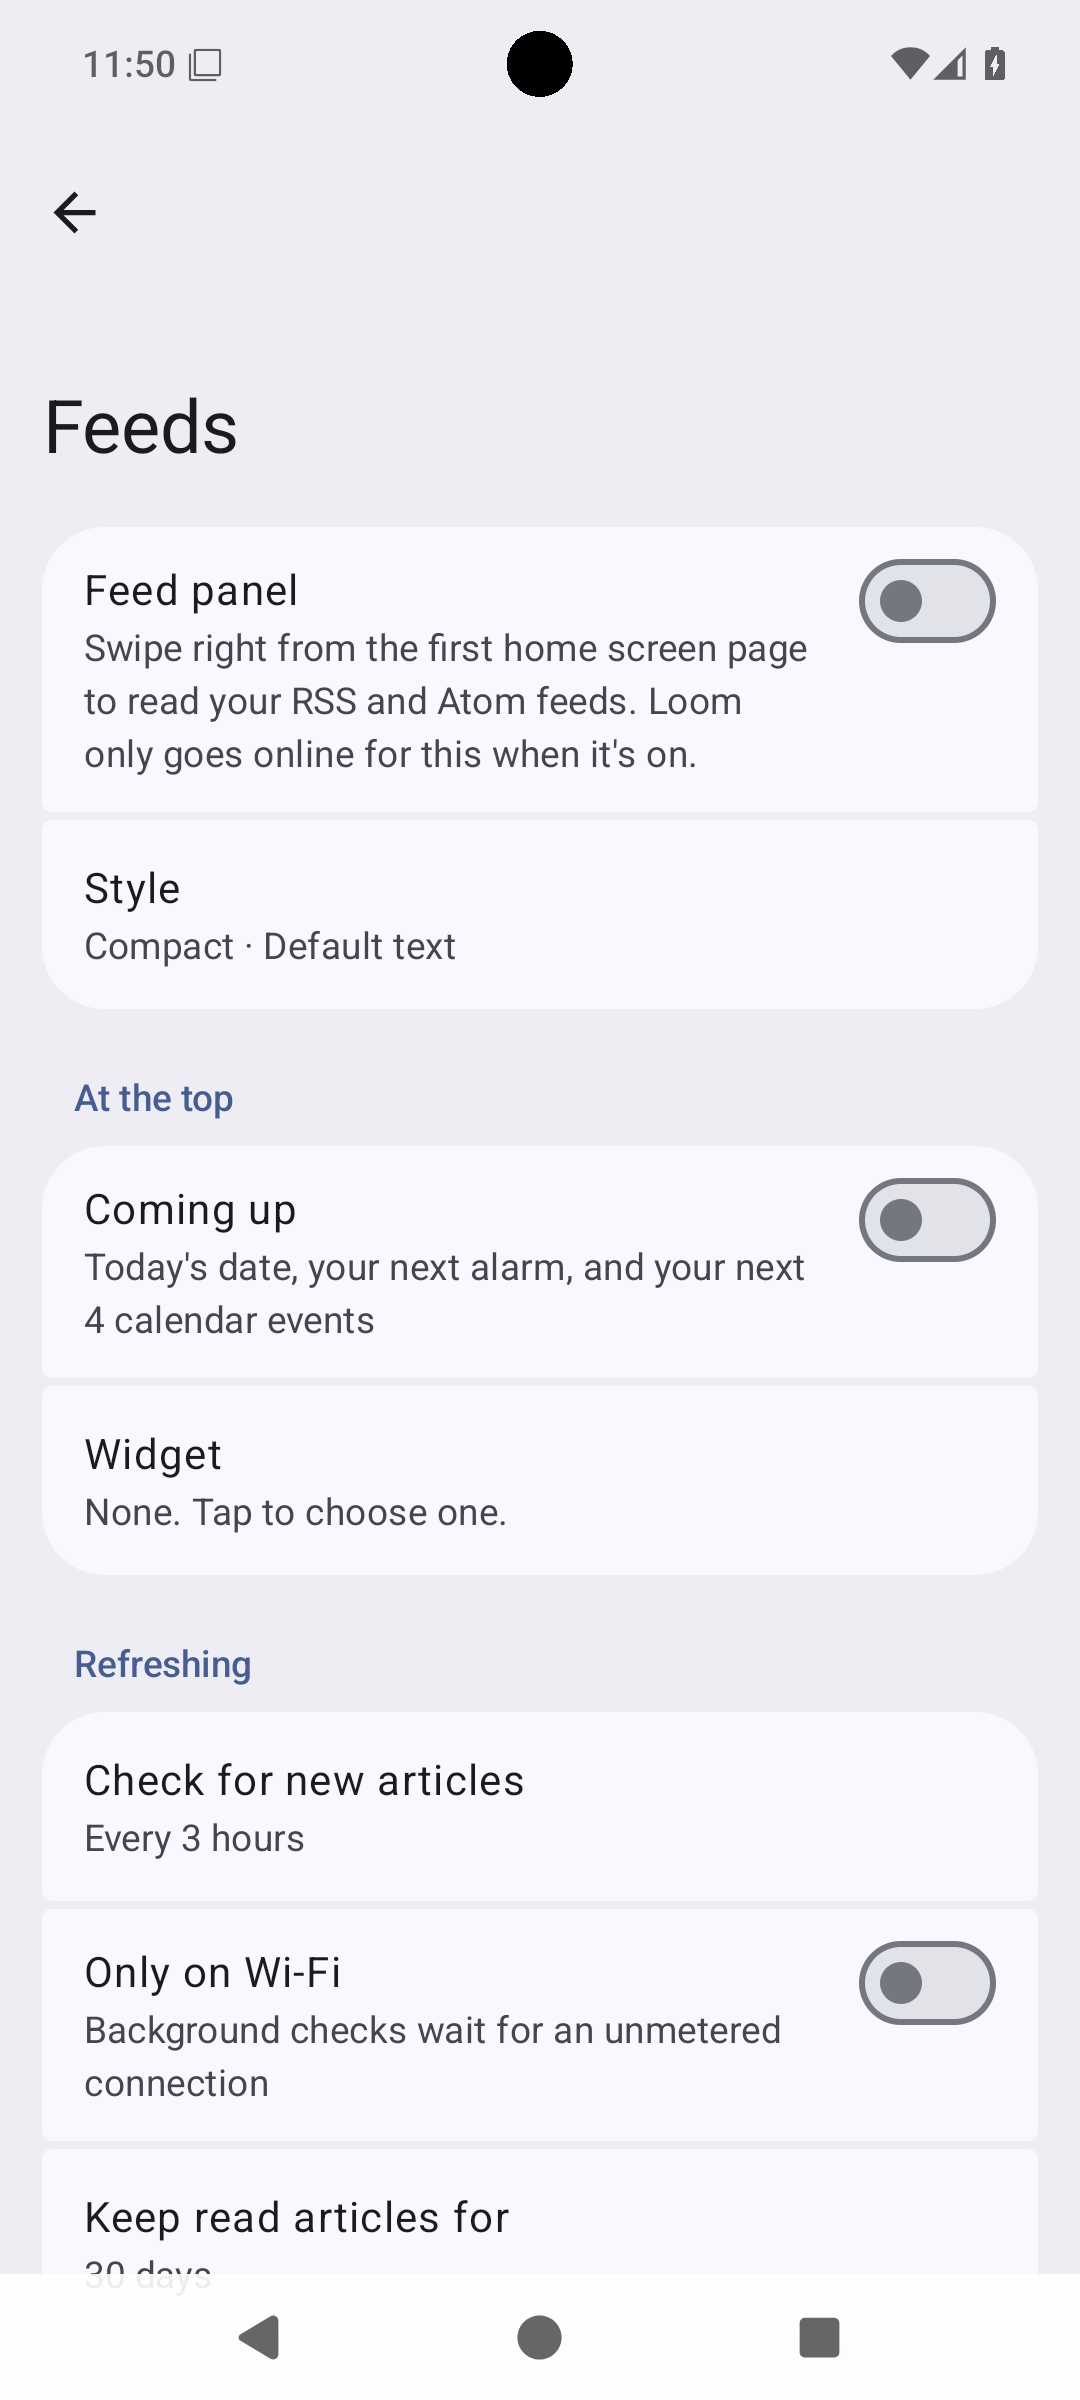 11:50
Feeds
Feed panel
Swipe right from the first home screen page
to read your RSS and Atom feeds. Loom
only goes online for this when it's on.
Style
Compact · Default text
At the top
Coming up
Today's date, your next alarm, and your next
4 calendar events
Widget
None. Tap to choose one.
Refreshing
Check for new articles
Every 3 hours
Only on Wi-Fi
Background checks wait for an unmetered
connection
Keep read articles for
30 days